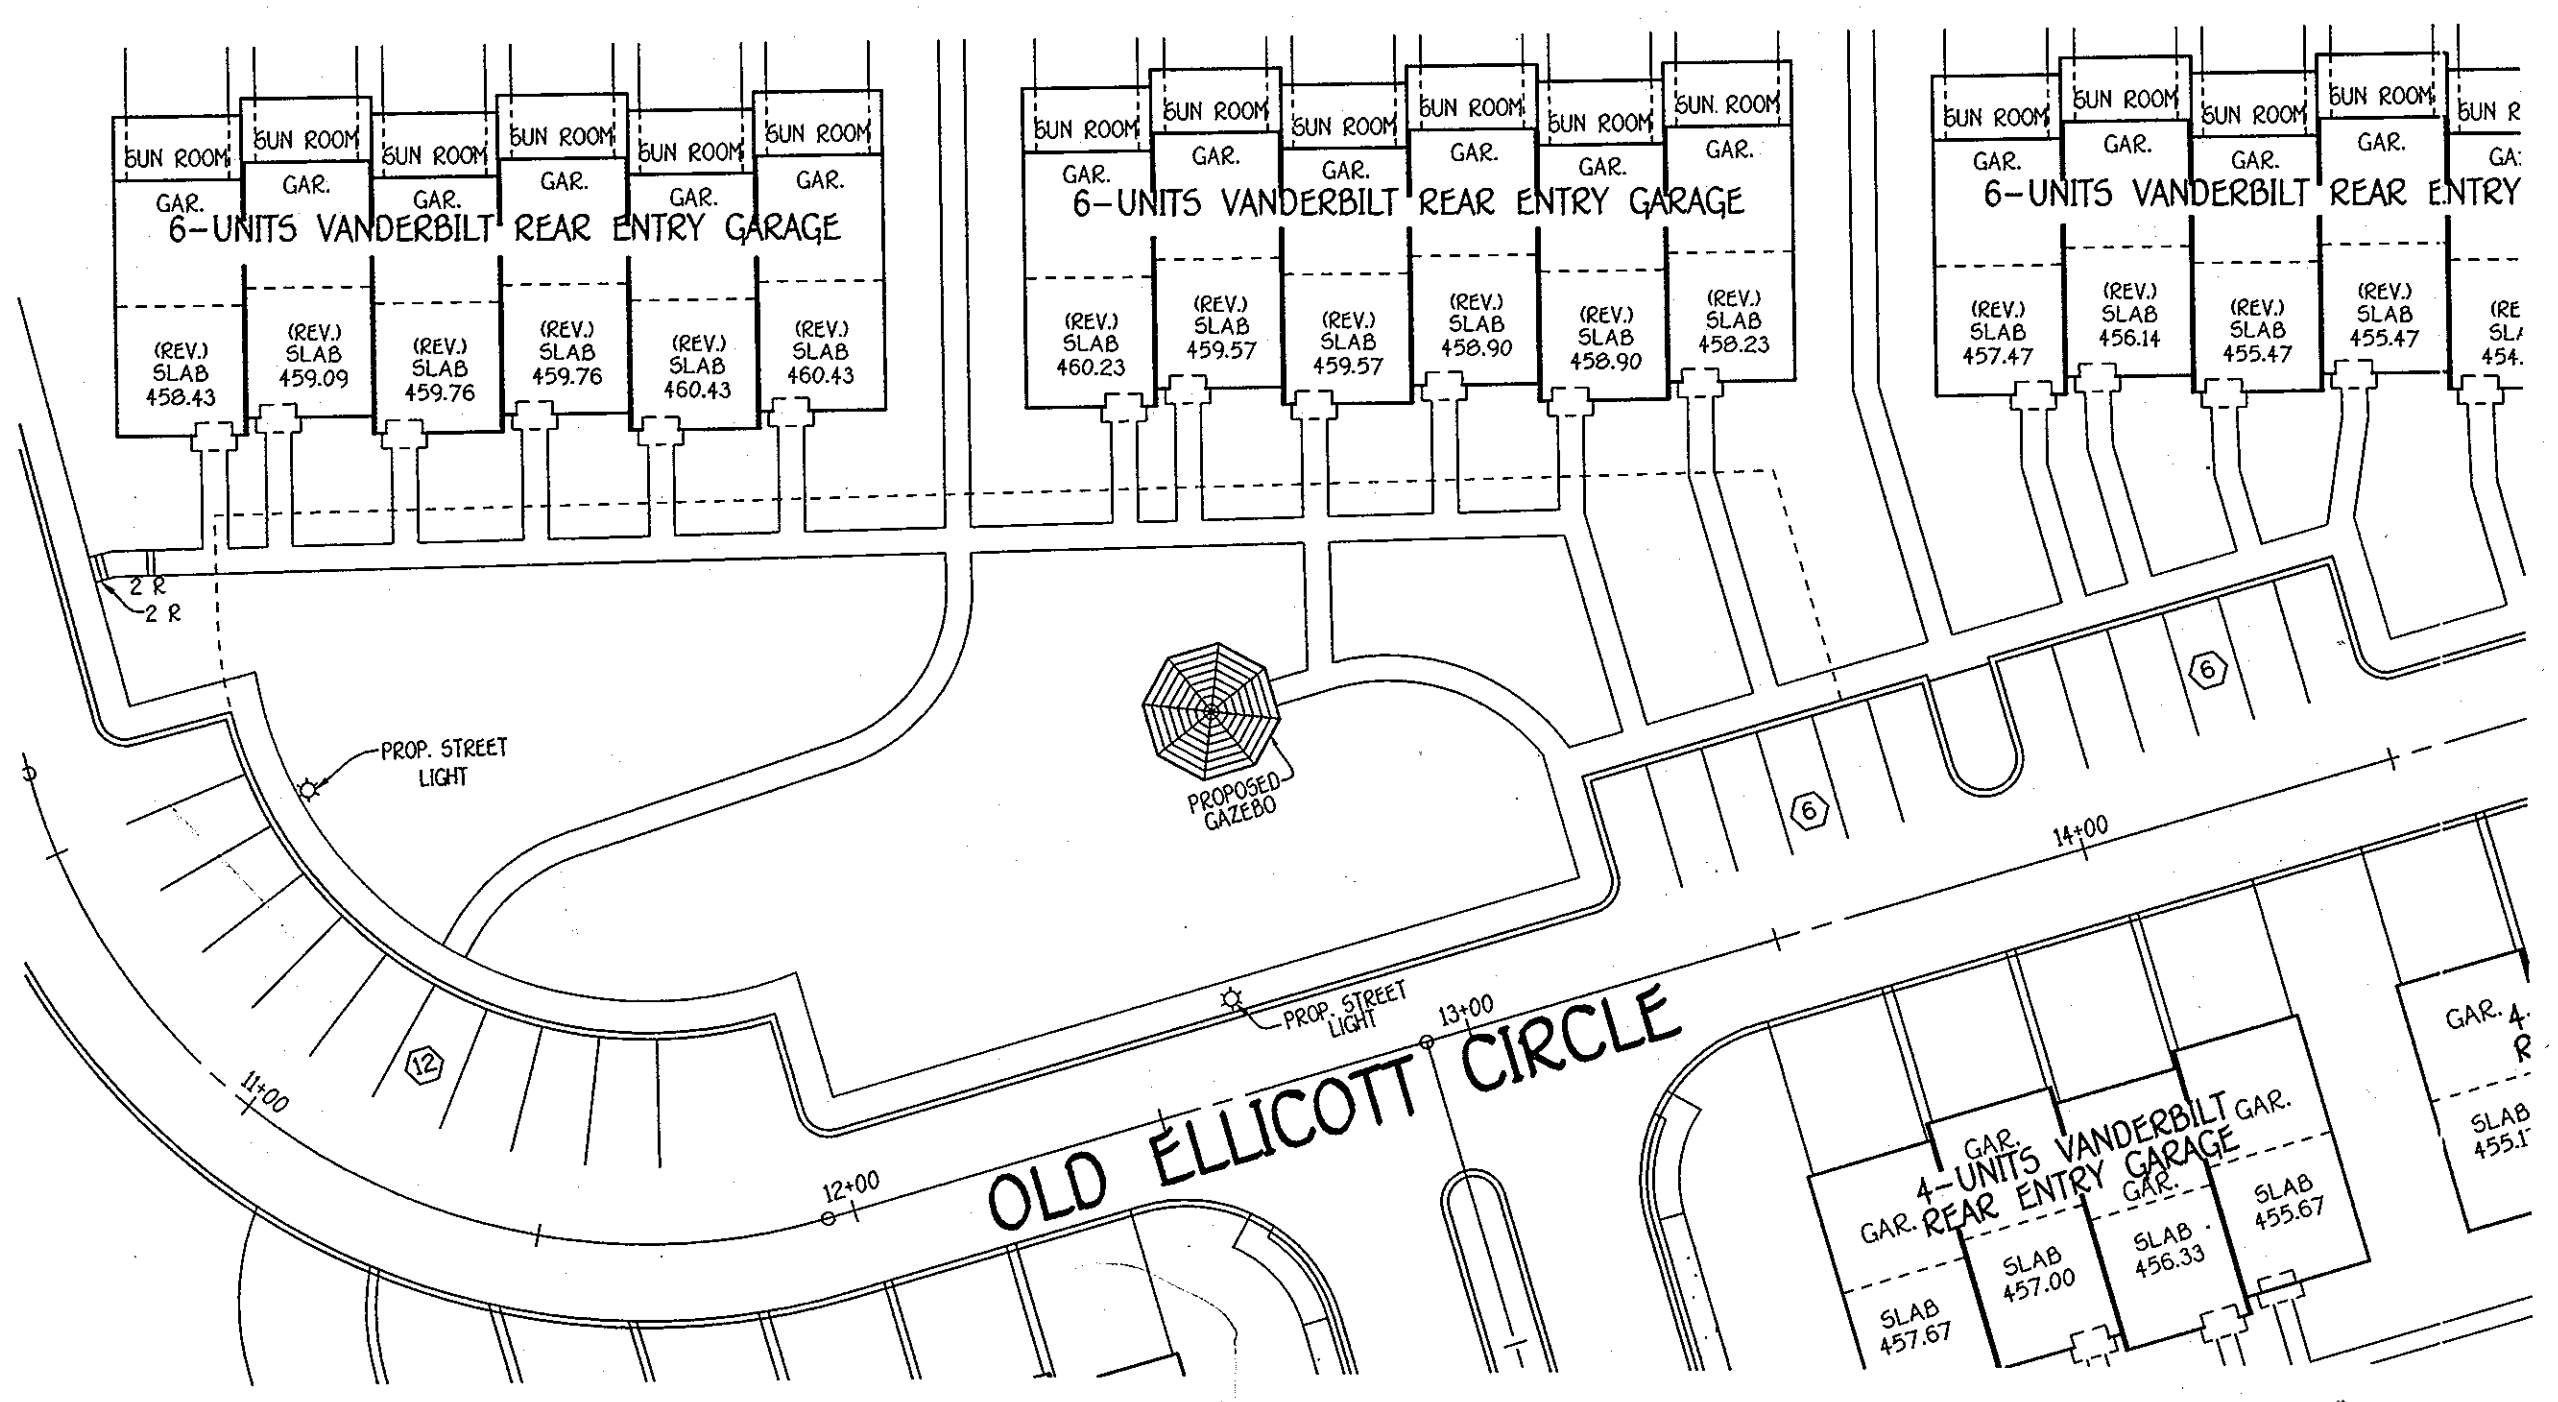 SUN ROOM
SUN ROOM
SUN ROOM
SUN ROOM
SUN ROOM
SUN ROOM
GAR.
GAR.
GAR.
GAR.
GAR.
GAR.
6-UNITS VANDERBILT REAR ENTRY GARAGE
(REV.)
SLAB
458.43
(REV.)
SLAB
459.09
(REV.)
SLAB
459.76
(REV.)
SLAB
459.76
(REV.)
SLAB
460.43
(REV.)
SLAB
460.43
SUN ROOM
SUN ROOM
SUN ROOM
SUN ROOM
SUN ROOM
SUN. ROOM
GAR.
GAR.
GAR.
GAR.
GAR.
GAR.
6-UNITS VANDERBILT REAR ENTRY GARAGE
(REV.)
SLAB
460.23
(REV.)
SLAB
459.57
(REV.)
SLAB
459.57
(REV.)
SLAB
458.90
(REV.)
SLAB
458.90
(REV.)
SLAB
458.23
SUN ROOM
SUN ROOM
SUN ROOM
SUN ROOM
SUN R
GAR.
GAR.
GAR.
GAR.
GA
6-UNITS VANDERBILT REAR ENTRY
(REV.)
SLAB
457.47
(REV.)
SLAB
456.14
(REV.)
SLAB
455.47
(REV.)
SLAB
455.47
(RE
SLA
454.
2 R
2 R
PROP. STREET
LIGHT
PROPOSED
GAZEBO
6
6
14+00
12
11+00
PROP. STREET
LIGHT
13+00
12+00
OLD ELLICOTT CIRCLE
GAR.
GAR.
GAR.
GAR.
4-UNITS VANDERBILT
REAR ENTRY GARAGE
SLAB
457.67
SLAB
457.00
SLAB
456.33
SLAB
455.67
GAR.
4-
R
SLAB
455.1